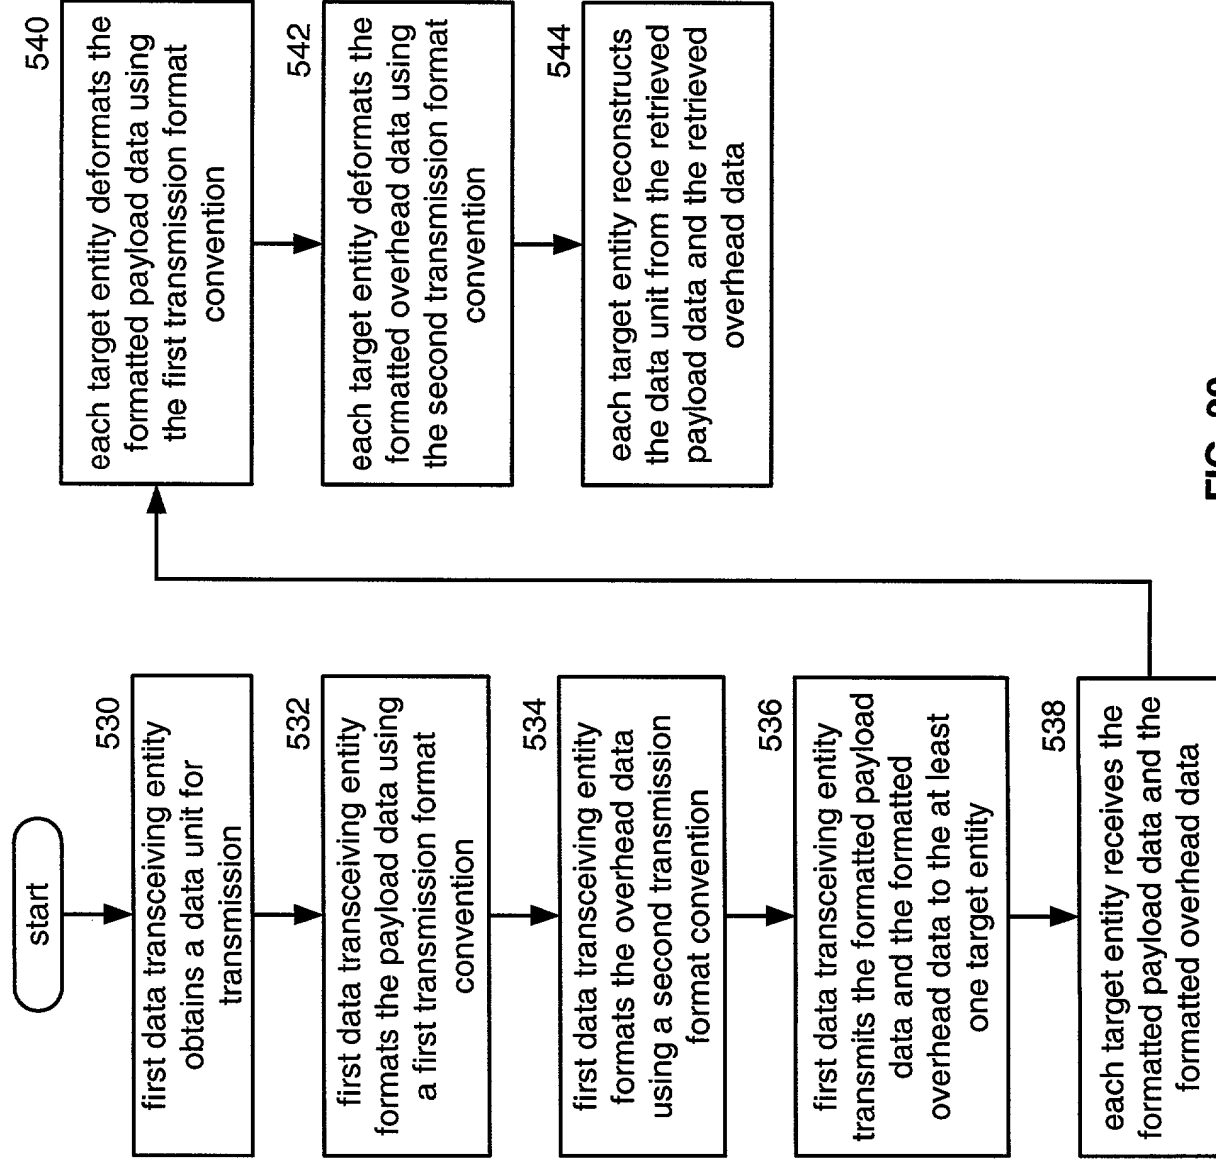 start
530
first data transceiving entity
obtains a data unit for
transmission
532
first data transceiving entity
formats the payload data using
a first transmission format
convention
534
first data transceiving entity
formats the overhead data
using a second transmission
format convention
536
first data transceiving entity
transmits the formatted payload
data and the formatted
overhead data to the at least
one target entity
538
each target entity receives the
formatted payload data and the
formatted overhead data
540
each target entity deformats the
formatted payload data using
the first transmission format
convention
542
each target entity deformats the
formatted overhead data using
the second transmission format
convention
544
each target entity reconstructs
the data unit from the retrieved
payload data and the retrieved
overhead data
FIG.